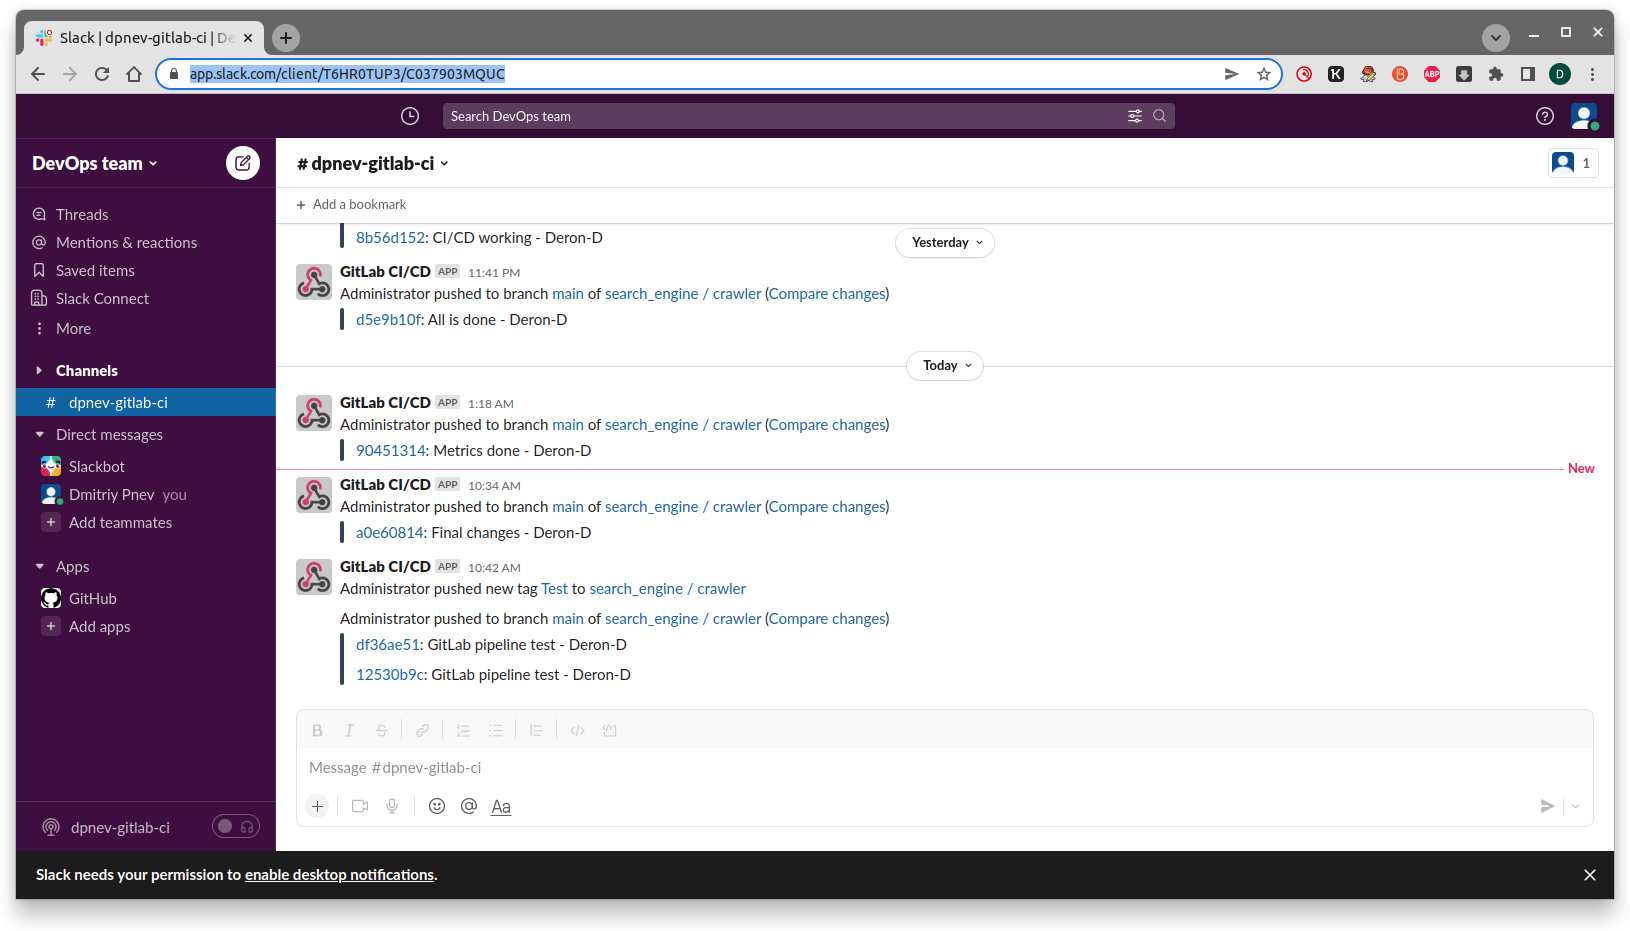 Slack | dpnev-gitlab-ci | De
app.slack.com/client/T6HR0TUP3/C037903MQUC
K
B
ABP
D
Search DevOps team
DevOps team
# dpnev-gitlab-ci
1
Add a bookmark
Threads
Mentions & reactions
Saved items
Slack Connect
More
Channels
# dpnev-gitlab-ci
Direct messages
Slackbot
Dmitriy Pnev you
+ Add teammates
Apps
GitHub
+ Add apps
dpnev-gitlab-ci
8b56d152: CI/CD working - Deron-D
Yesterday
GitLab CI/CD APP 11:41 PM
Administrator pushed to branch main of search_engine / crawler (Compare changes)
d5e9b10f: All is done - Deron-D
Today
GitLab CI/CD APP 1:18 AM
Administrator pushed to branch main of search_engine / crawler (Compare changes)
90451314: Metrics done - Deron-D
New
GitLab CI/CD APP 10:34 AM
Administrator pushed to branch main of search_engine / crawler (Compare changes)
a0e60814: Final changes - Deron-D
GitLab CI/CD APP 10:42 AM
Administrator pushed new tag Test to search_engine / crawler
Administrator pushed to branch main of search_engine / crawler (Compare changes)
df36ae51: GitLab pipeline test - Deron-D
12530b9c: GitLab pipeline test - Deron-D
B I S
Message #dpnev-gitlab-ci
@ Aa
Slack needs your permission to enable desktop notifications.